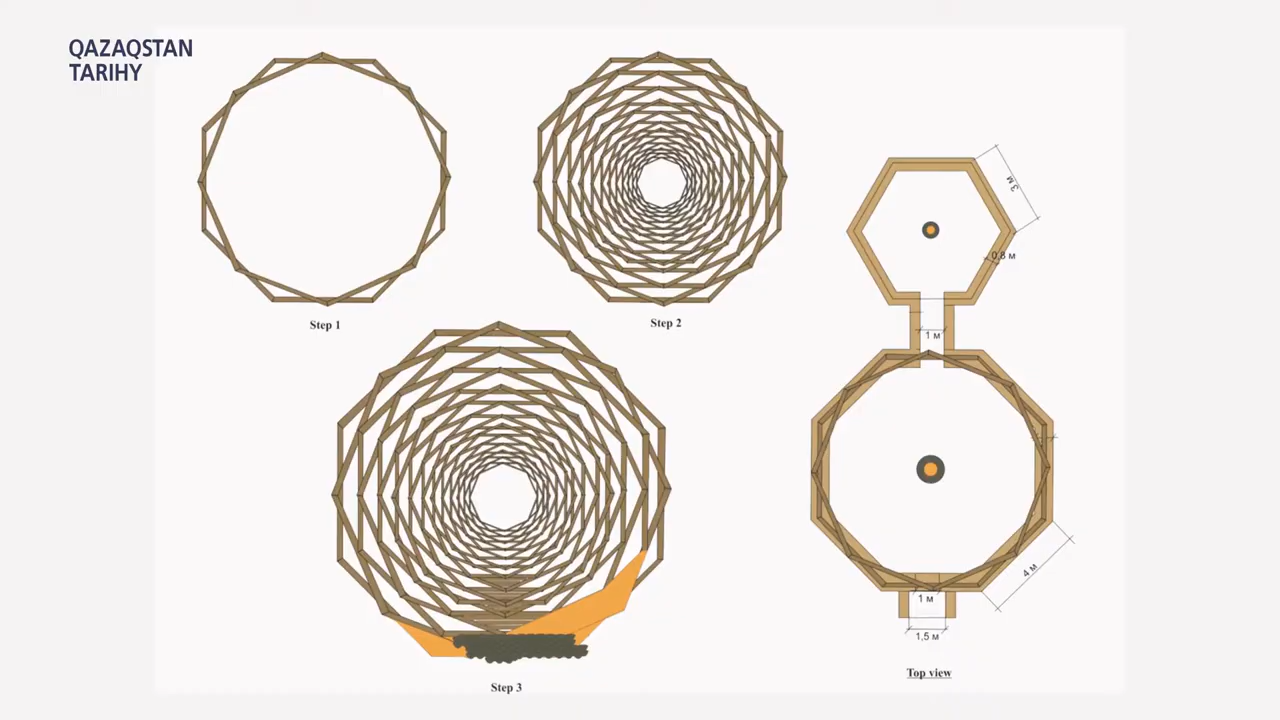 QAZAQSTAN
TARIHY
Step 1
Step 2
3 м
0,8 м
1 м
4 м
1 м
1,5 м
Step 3
Top view